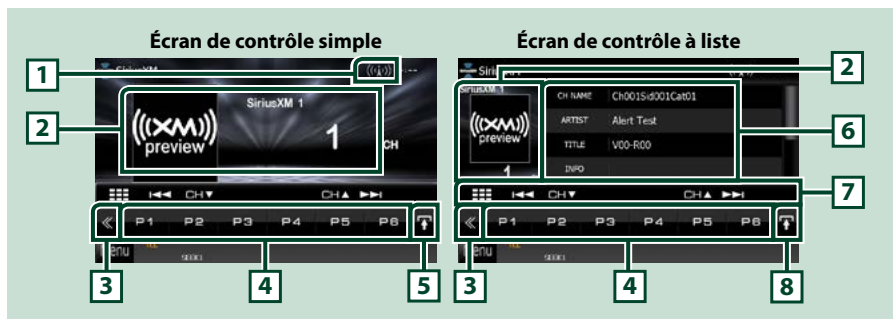 Écran de contrôle simple
Écran de contrôle à liste
1
2
3
4
5
SiriusXM 1
((XM))
preview
1
CH
CH▼
CH▲
P1 P2 P3 P4 P5 P6
2
6
7
3
4
8
SiriusXM 1
((XM))
preview
1
CH NAME Ch001Sid001Cat01
ARTIST Alert Test
TITLE V00-R00
INFO
CH▼
CH▲
P1 P2 P3 P4 P5 P6